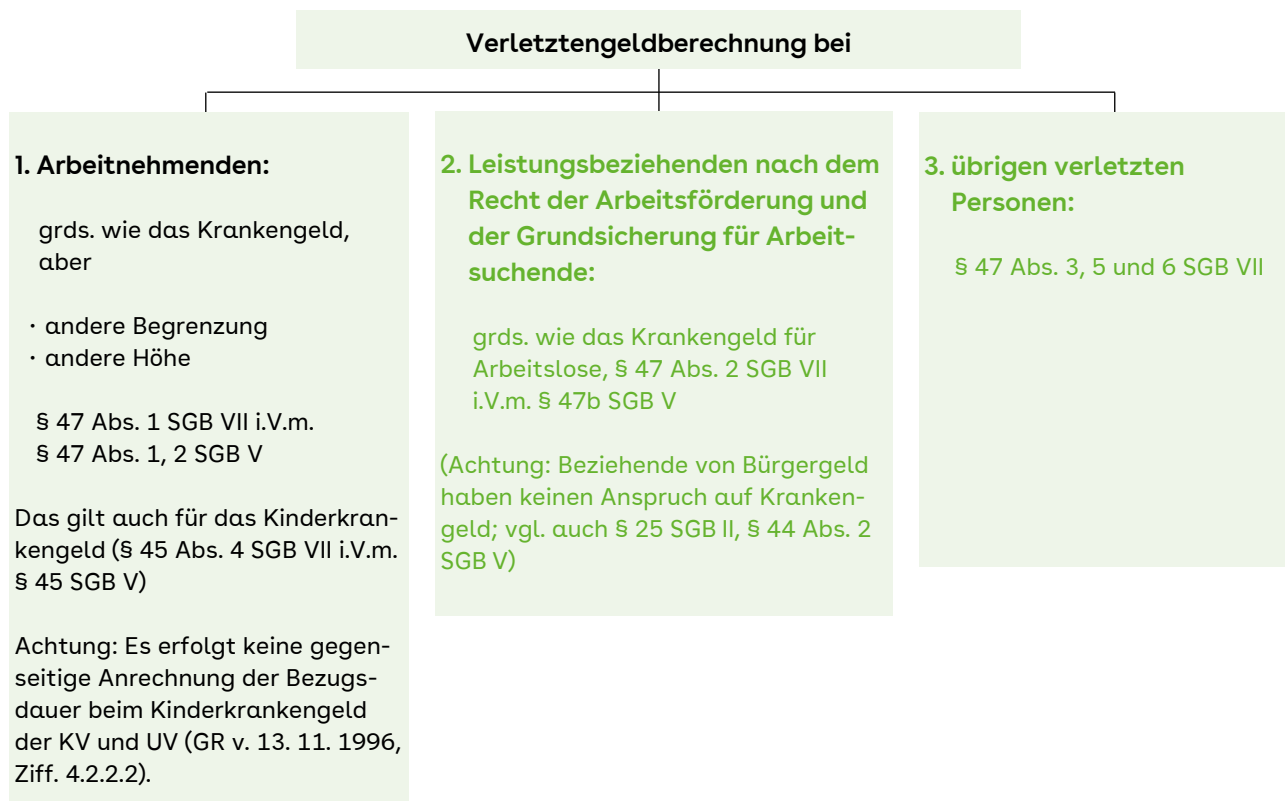 Verletztengeldberechnung bei
1. Arbeitnehmenden:
grds. wie das Krankengeld,
aber
· andere Begrenzung
· andere Höhe
§ 47 Abs. 1 SGB VII i.V.m.
§ 47 Abs. 1, 2 SGB V
Das gilt auch für das Kinderkran-
kengeld (§ 45 Abs. 4 SGB VII i.V.m.
§ 45 SGB V)
Achtung: Es erfolgt keine gegen-
seitige Anrechnung der Bezugs-
dauer beim Kinderkrankengeld
der KV und UV (GR v. 13. 11. 1996,
Ziff. 4.2.2.2).
2. Leistungsbeziehenden nach dem
Recht der Arbeitsförderung und
der Grundsicherung für Arbeit-
suchende:
grds. wie das Krankengeld für
Arbeitslose, § 47 Abs. 2 SGB VII
i.V.m. § 47b SGB V
(Achtung: Beziehende von Bürgergeld
haben keinen Anspruch auf Kranken-
geld; vgl. auch § 25 SGB II, § 44 Abs. 2
SGB V)
3. übrigen verletzten
Personen:
§ 47 Abs. 3, 5 und 6 SGB VII